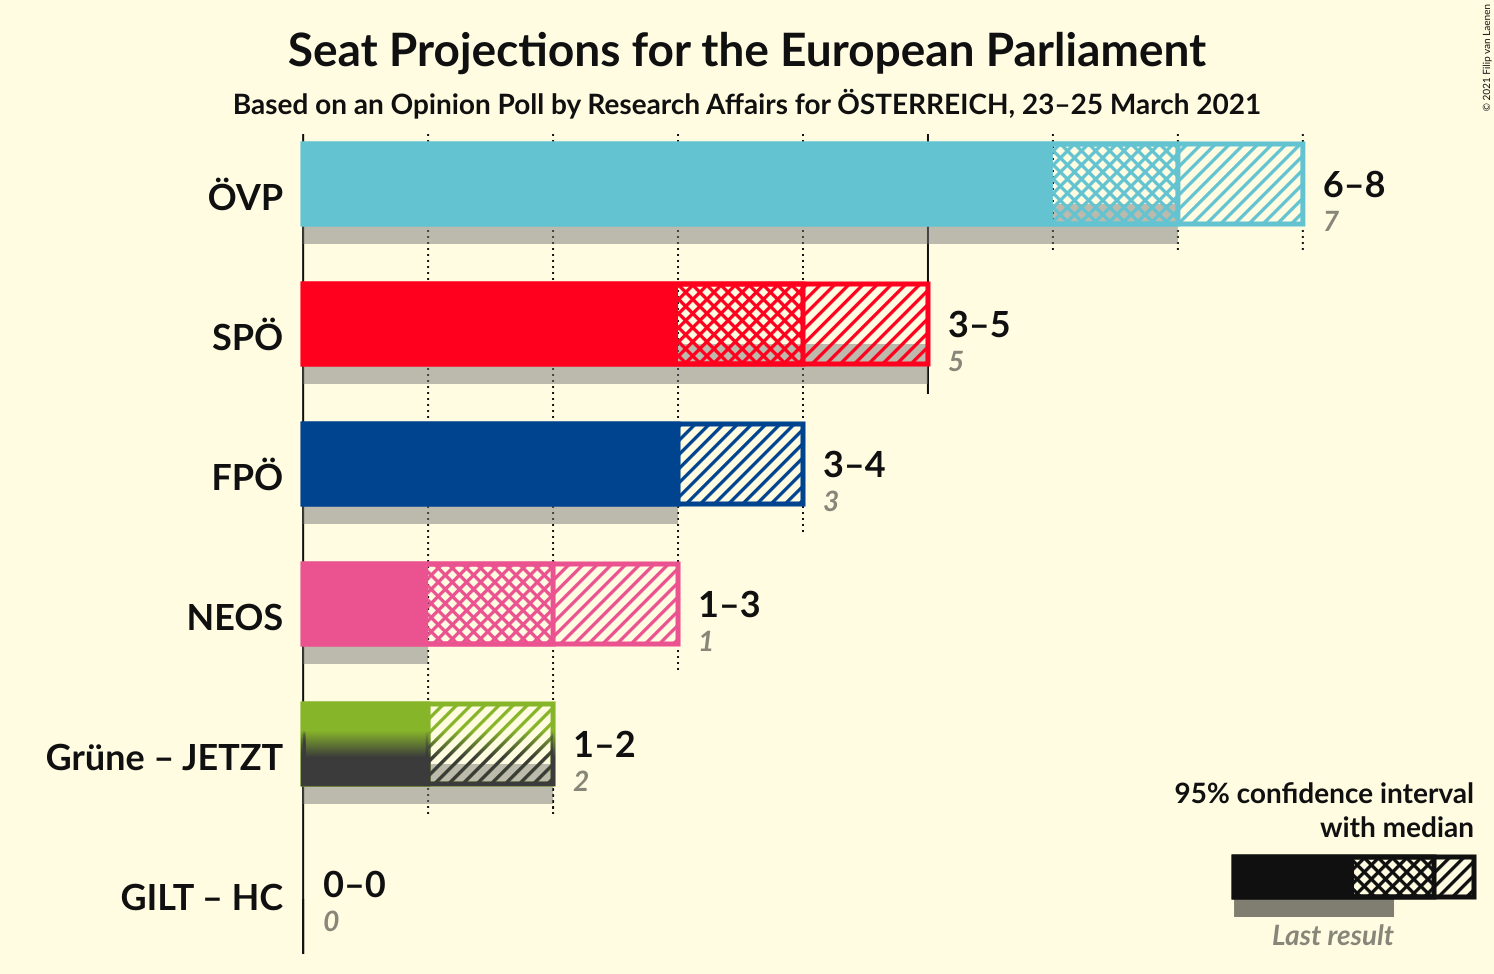 Seat Projections for the European Parliament
Based on an Opinion Poll by Research Affairs for ÖSTERREICH, 23–25 March 2021
© 2021 Filip van Laenen
ÖVP
6–8
7
SPÖ
3–5
5
FPÖ
3–4
3
NEOS
1–3
1
Grüne – JETZT
1–2
2
GILT – HC
0–0
0
95% confidence interval
with median
Last result